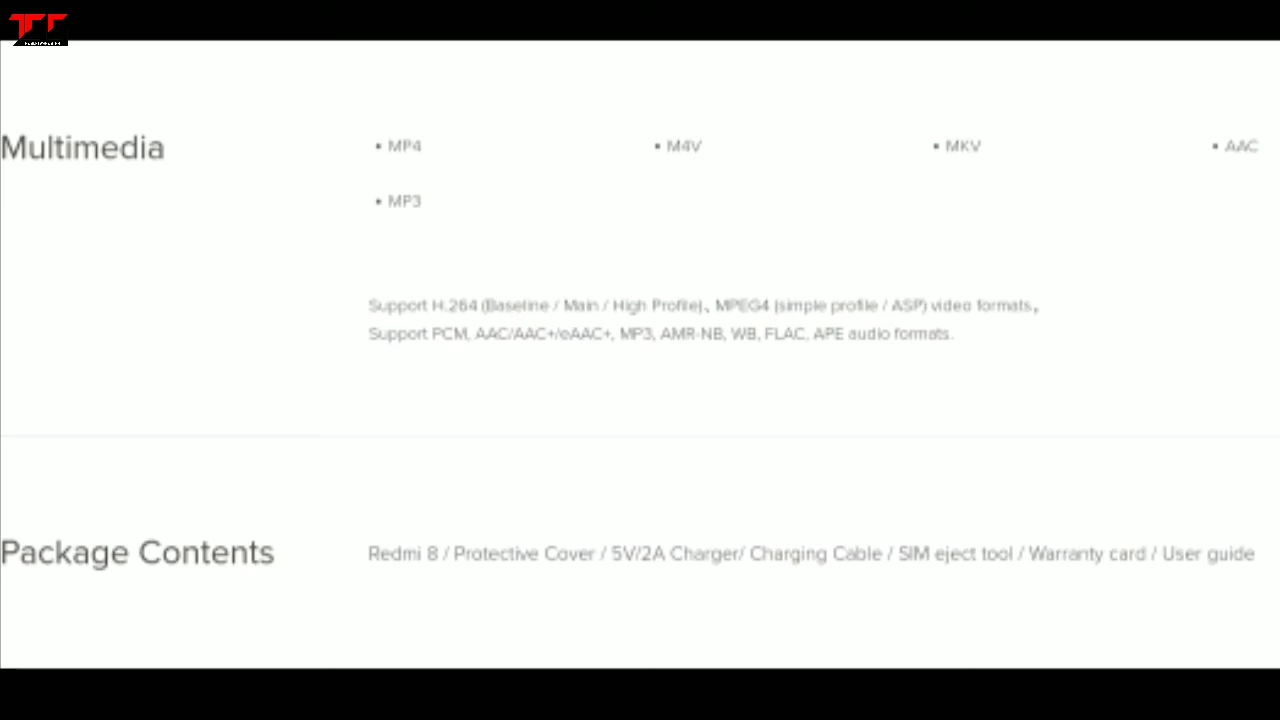 Multimedia
• MP4 • M4V • MKV • AAC
• MP3
Support H.264 (Baseline / Main / High Profile)、MPEG4 (simple profile / ASP) video formats，
Support PCM, AAC/AAC+/eAAC+, MP3, AMR-NB, WB, FLAC, APE audio formats.
Package Contents
Redmi 8 / Protective Cover / 5V/2A Charger/ Charging Cable / SIM eject tool / Warranty card / User guide